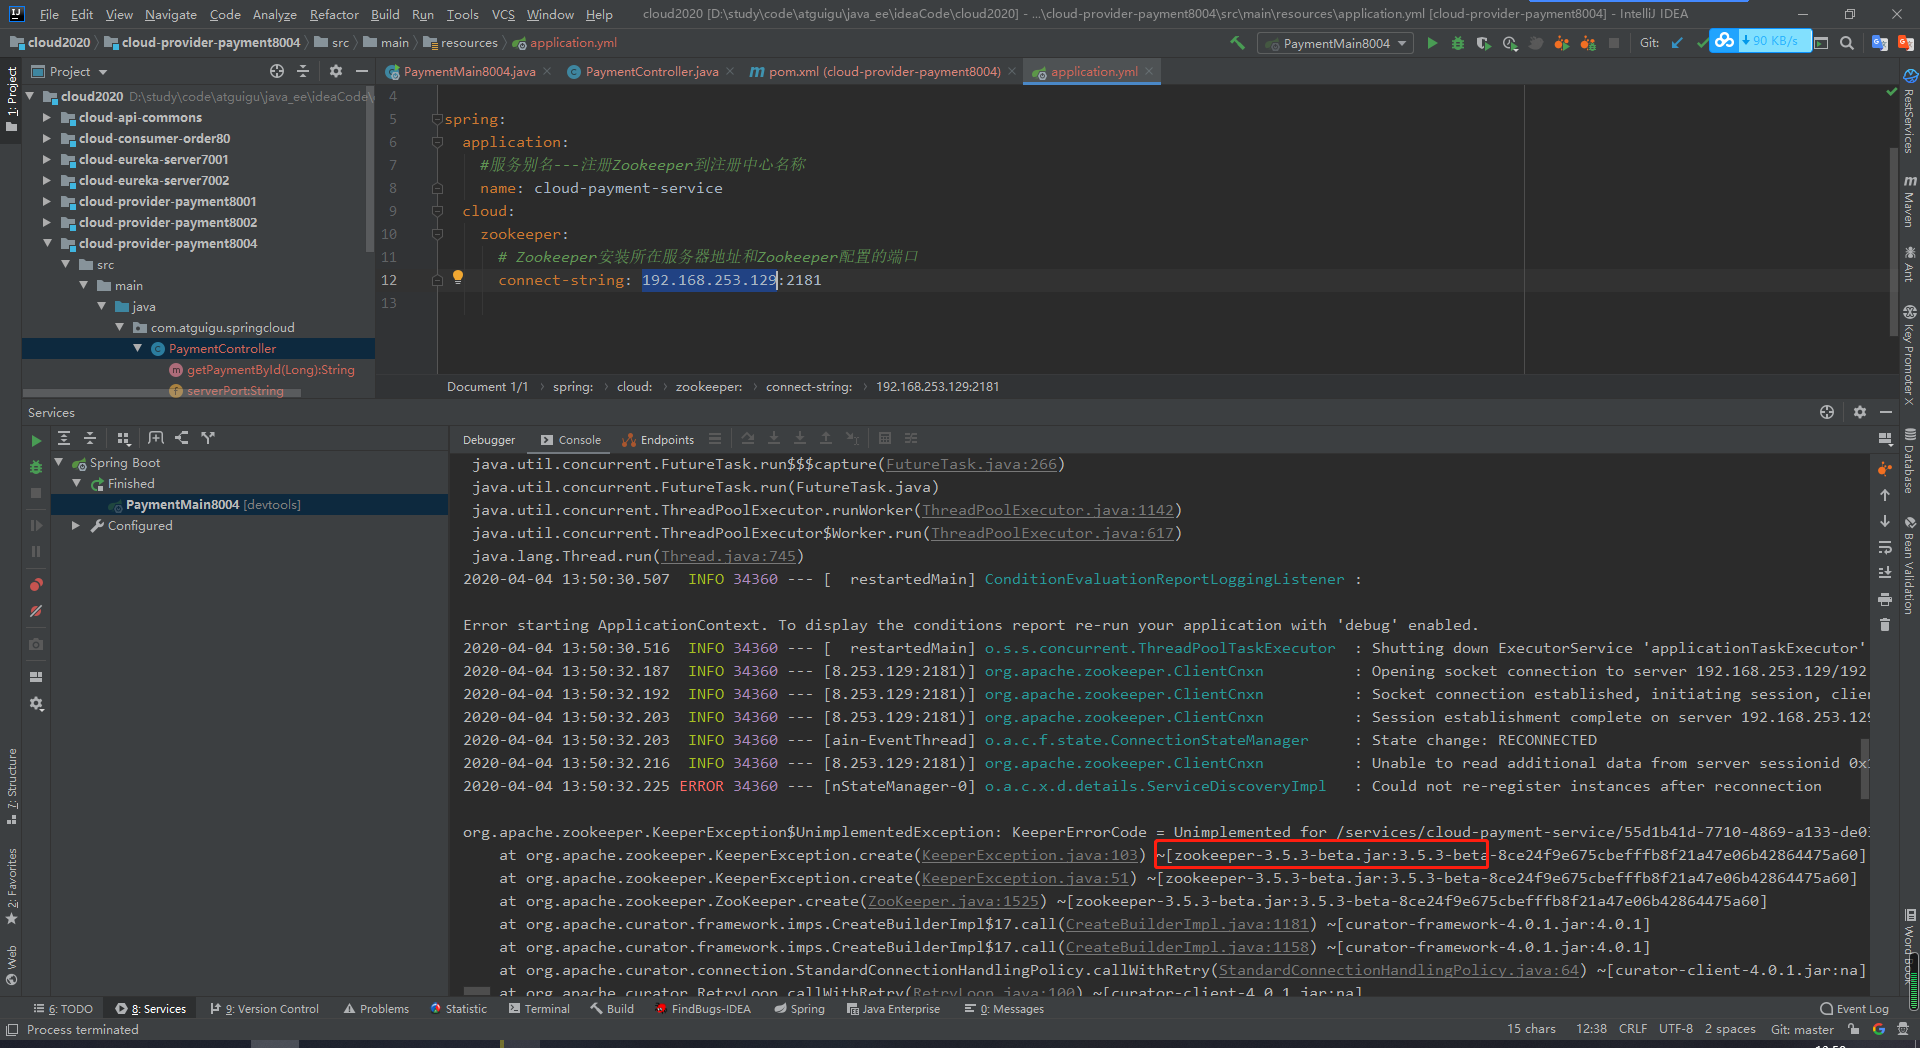 File Edit View Navigate Code Analyze Refactor Build Run Tools VCS Window Help cloud2020 [D:\study\code\atguigu\java_ee\ideaCode\cloud2020] - ...\cloud-provider-payment8004\src\main\resources\application.yml [cloud-provider-payment8004] - IntelliJ IDEA
cloud2020 cloud-provider-payment8004 src main resources application.yml PaymentMain8004 Git: 90 KB/s
Project
PaymentMain8004.java PaymentController.java pom.xml (cloud-provider-payment8004) application.yml
1: Project
cloud2020 D:\study\code\atguigu\java_ee\ideaCode\
cloud-api-commons
cloud-consumer-order80
cloud-eureka-server7001
cloud-eureka-server7002
cloud-provider-payment8001
cloud-provider-payment8002
cloud-provider-payment8004
src
main
java
com.atguigu.springcloud
PaymentController
getPaymentById(Long):String
serverPort:String
4
5 spring:
6 application:
7 #服务别名---注册Zookeeper到注册中心名称
8 name: cloud-payment-service
9 cloud:
10 zookeeper:
11 # Zookeeper安装所在服务器地址和Zookeeper配置的端口
12 connect-string: 192.168.253.129:2181
13
Document 1/1 spring: cloud: zookeeper: connect-string: 192.168.253.129:2181
RestServices
Maven
Ant
Key Promoter X
Database
Bean Validation
Word Book
Services
Spring Boot
Finished
PaymentMain8004 [devtools]
Configured
Debugger Console Endpoints
java.util.concurrent.FutureTask.run$$$capture(FutureTask.java:266)
java.util.concurrent.FutureTask.run(FutureTask.java)
java.util.concurrent.ThreadPoolExecutor.runWorker(ThreadPoolExecutor.java:1142)
java.util.concurrent.ThreadPoolExecutor$Worker.run(ThreadPoolExecutor.java:617)
java.lang.Thread.run(Thread.java:745)
2020-04-04 13:50:30.507 INFO 34360 --- [ restartedMain] ConditionEvaluationReportLoggingListener :
Error starting ApplicationContext. To display the conditions report re-run your application with 'debug' enabled.
2020-04-04 13:50:30.516 INFO 34360 --- [ restartedMain] o.s.s.concurrent.ThreadPoolTaskExecutor : Shutting down ExecutorService 'applicationTaskExecutor'
2020-04-04 13:50:32.187 INFO 34360 --- [8.253.129:2181)] org.apache.zookeeper.ClientCnxn : Opening socket connection to server 192.168.253.129/192
2020-04-04 13:50:32.192 INFO 34360 --- [8.253.129:2181)] org.apache.zookeeper.ClientCnxn : Socket connection established, initiating session, clien
2020-04-04 13:50:32.203 INFO 34360 --- [8.253.129:2181)] org.apache.zookeeper.ClientCnxn : Session establishment complete on server 192.168.253.129
2020-04-04 13:50:32.203 INFO 34360 --- [ain-EventThread] o.a.c.f.state.ConnectionStateManager : State change: RECONNECTED
2020-04-04 13:50:32.216 INFO 34360 --- [8.253.129:2181)] org.apache.zookeeper.ClientCnxn : Unable to read additional data from server sessionid
2020-04-04 13:50:32.225 ERROR 34360 --- [nStateManager-0] o.a.c.x.d.details.ServiceDiscoveryImpl : Could not re-register instances after reconnection
org.apache.zookeeper.KeeperException$UnimplementedException: KeeperErrorCode = Unimplemented for /services/cloud-payment-service/55d1b41d-7710-4869-a133-de0
at org.apache.zookeeper.KeeperException.create(KeeperException.java:103) ~[zookeeper-3.5.3-beta.jar:3.5.3-beta-8ce24f9e675cbefffb8f21a47e06b42864475a60]
at org.apache.zookeeper.KeeperException.create(KeeperException.java:51) ~[zookeeper-3.5.3-beta.jar:3.5.3-beta-8ce24f9e675cbefffb8f21a47e06b42864475a60]
at org.apache.zookeeper.ZooKeeper.create(ZooKeeper.java:1525) ~[zookeeper-3.5.3-beta.jar:3.5.3-beta-8ce24f9e675cbefffb8f21a47e06b42864475a60]
at org.apache.curator.framework.imps.CreateBuilderImpl$17.call(CreateBuilderImpl.java:1181) ~[curator-framework-4.0.1.jar:4.0.1]
at org.apache.curator.framework.imps.CreateBuilderImpl$17.call(CreateBuilderImpl.java:1158) ~[curator-framework-4.0.1.jar:4.0.1]
at org.apache.curator.connection.StandardConnectionHandlingPolicy.callWithRetry(StandardConnectionHandlingPolicy.java:64) ~[curator-client-4.0.1.jar:na]
at org.apache.curator.RetryLoop.callWithRetry(RetryLoop.java:100) ~[curator-client-4.0.1.jar:na]
7: Structure
2: Favorites
Web
6: TODO 8: Services 9: Version Control Problems Statistic Terminal Build FindBugs-IDEA Spring Java Enterprise 0: Messages Event Log
Process terminated 15 chars 12:38 CRLF UTF-8 2 spaces Git: master